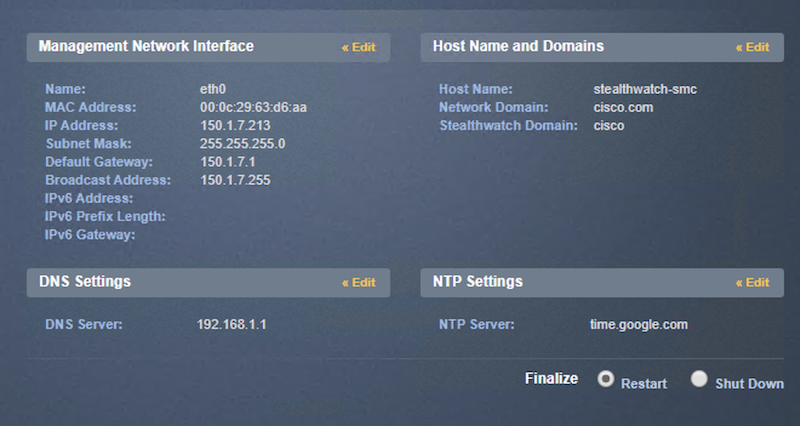 Management Network Interface « Edit
Name: eth0
MAC Address: 00:0c:29:63:d6:aa
IP Address: 150.1.7.213
Subnet Mask: 255.255.255.0
Default Gateway: 150.1.7.1
Broadcast Address: 150.1.7.255
IPv6 Address:
IPv6 Prefix Length:
IPv6 Gateway:
Host Name and Domains « Edit
Host Name: stealthwatch-smc
Network Domain: cisco.com
Stealthwatch Domain: cisco
DNS Settings « Edit
DNS Server: 192.168.1.1
NTP Settings « Edit
NTP Server: time.google.com
Finalize Restart Shut Down